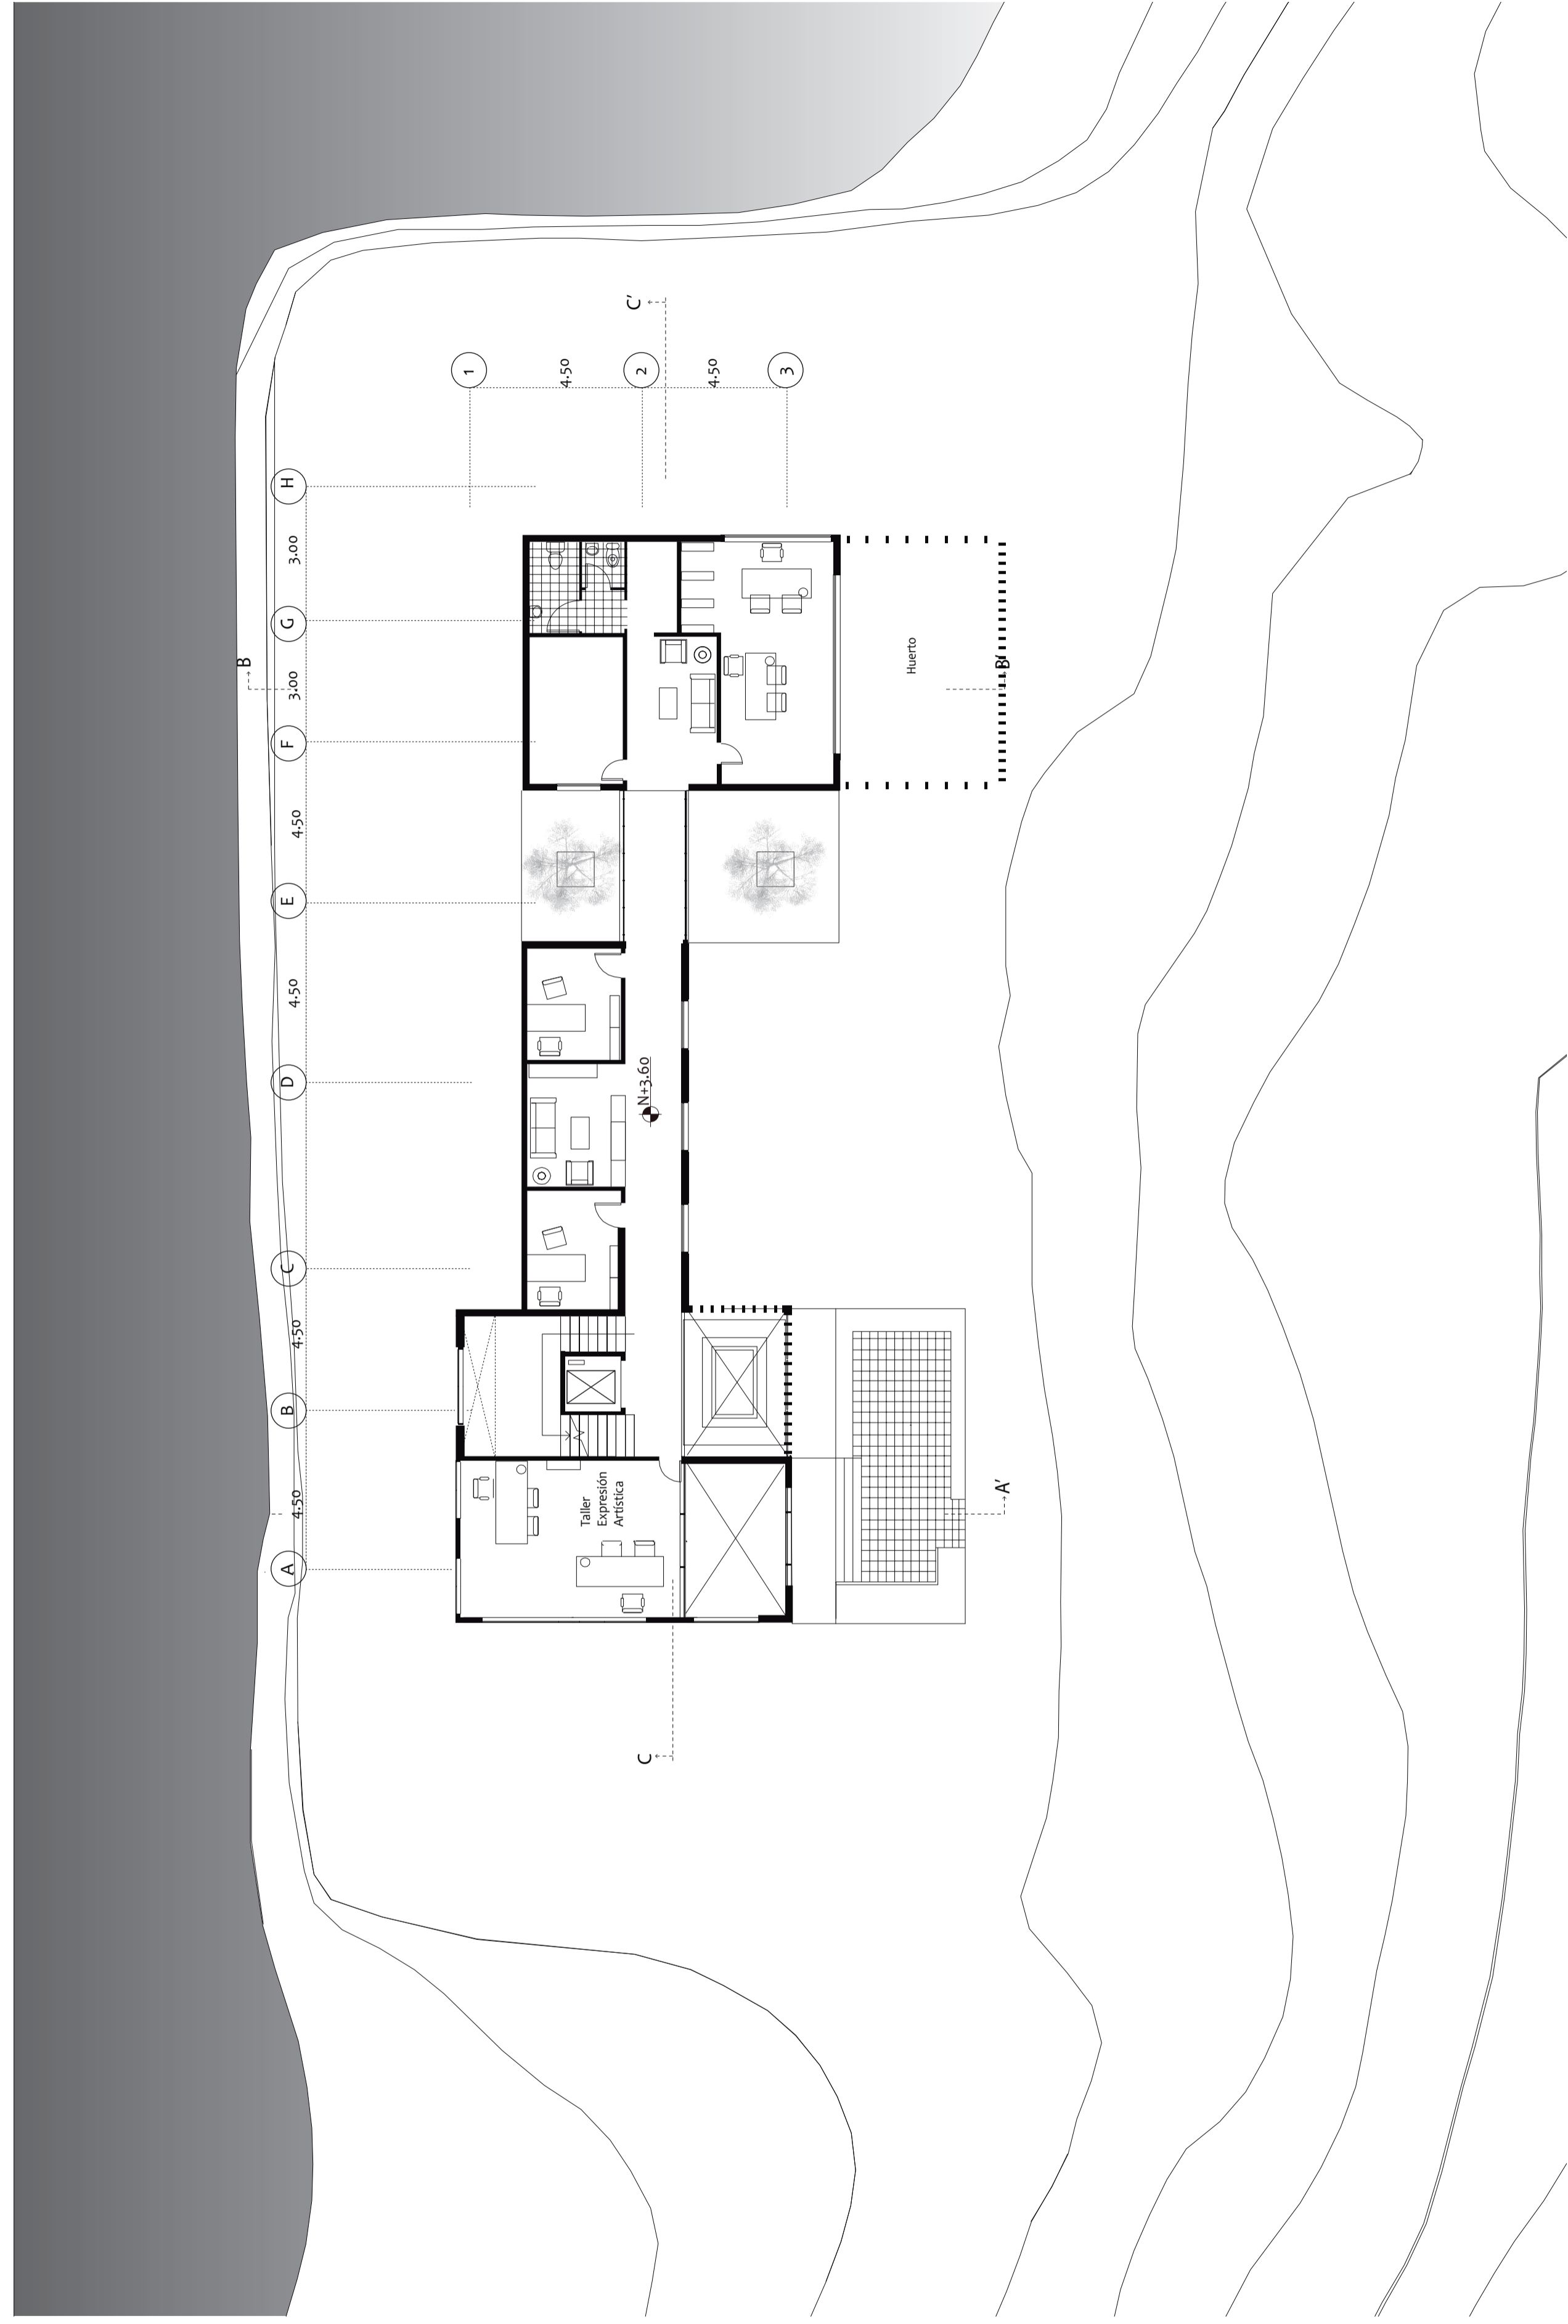 C'
1
4.50
2
4.50
3
H
3.00
G
B
3.00
F
4.50
E
4.50
D
C
4.50
B
4.50
A
Huerto
B'
N+3.60
Taller
Expresión
Artística
A'
C